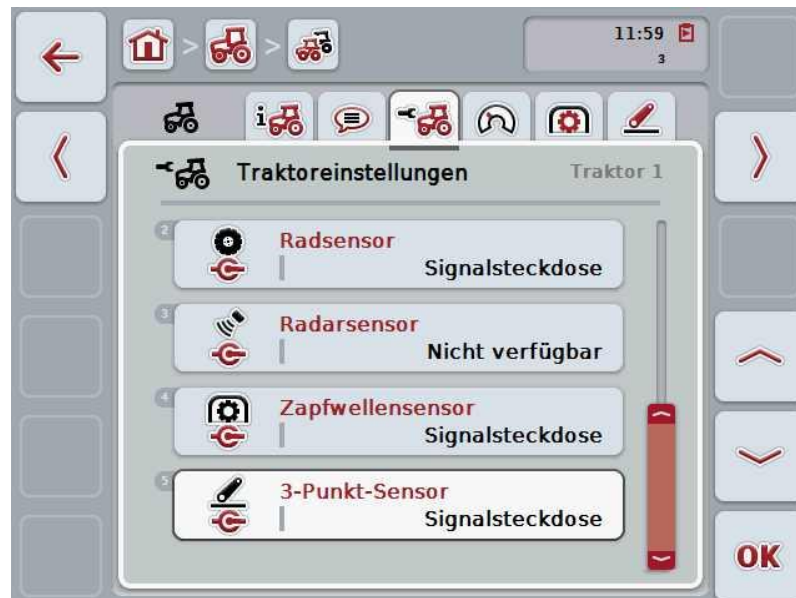 11:59
3
Traktoreinstellungen Traktor 1
2
Radsensor
Signalsteckdose
3
Radarsensor
Nicht verfügbar
4
Zapfwellensensor
Signalsteckdose
5
3-Punkt-Sensor
Signalsteckdose
OK